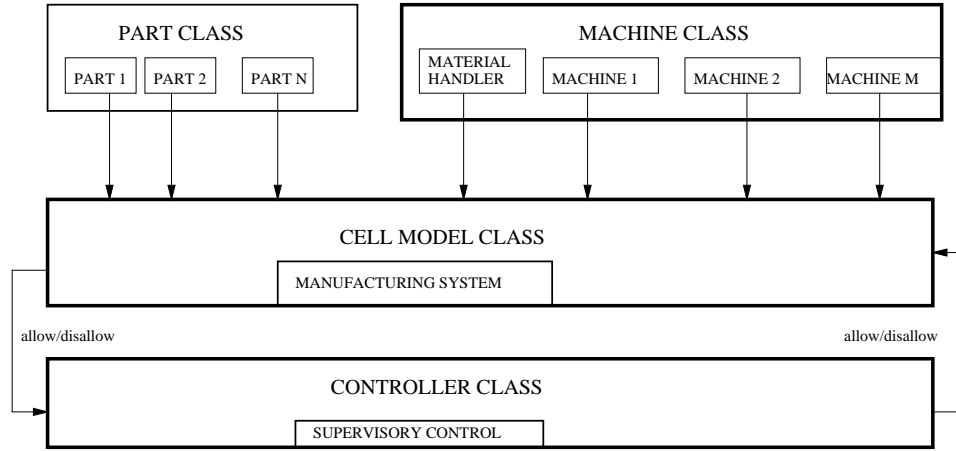 PART CLASS
PART 1
PART 2
PART N
MACHINE CLASS
MATERIAL
HANDLER
MACHINE 1
MACHINE 2
MACHINE M
CELL MODEL CLASS
MANUFACTURING SYSTEM
allow/disallow
allow/disallow
CONTROLLER CLASS
SUPERVISORY CONTROL